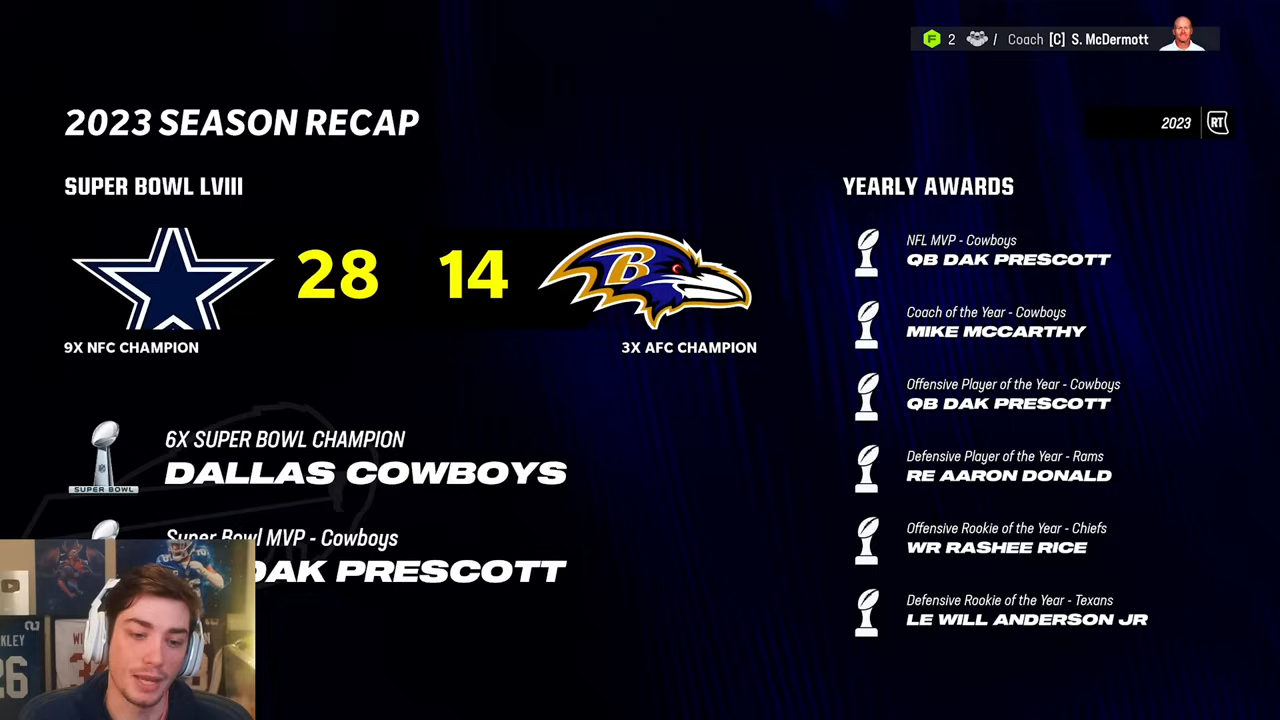 2 / Coach [C] S. McDermott
2023 SEASON RECAP
2023 RT
SUPER BOWL LVIII
28 14
B
9X NFC CHAMPION
3X AFC CHAMPION
6X SUPER BOWL CHAMPION
DALLAS COWBOYS
SUPER BOWL
Super Bowl MVP - Cowboys
DAK PRESCOTT
YEARLY AWARDS
NFL MVP - Cowboys
QB DAK PRESCOTT
Coach of the Year - Cowboys
MIKE MCCARTHY
Offensive Player of the Year - Cowboys
QB DAK PRESCOTT
Defensive Player of the Year - Rams
RE AARON DONALD
Offensive Rookie of the Year - Chiefs
WR RASHEE RICE
Defensive Rookie of the Year - Texans
LE WILL ANDERSON JR
26